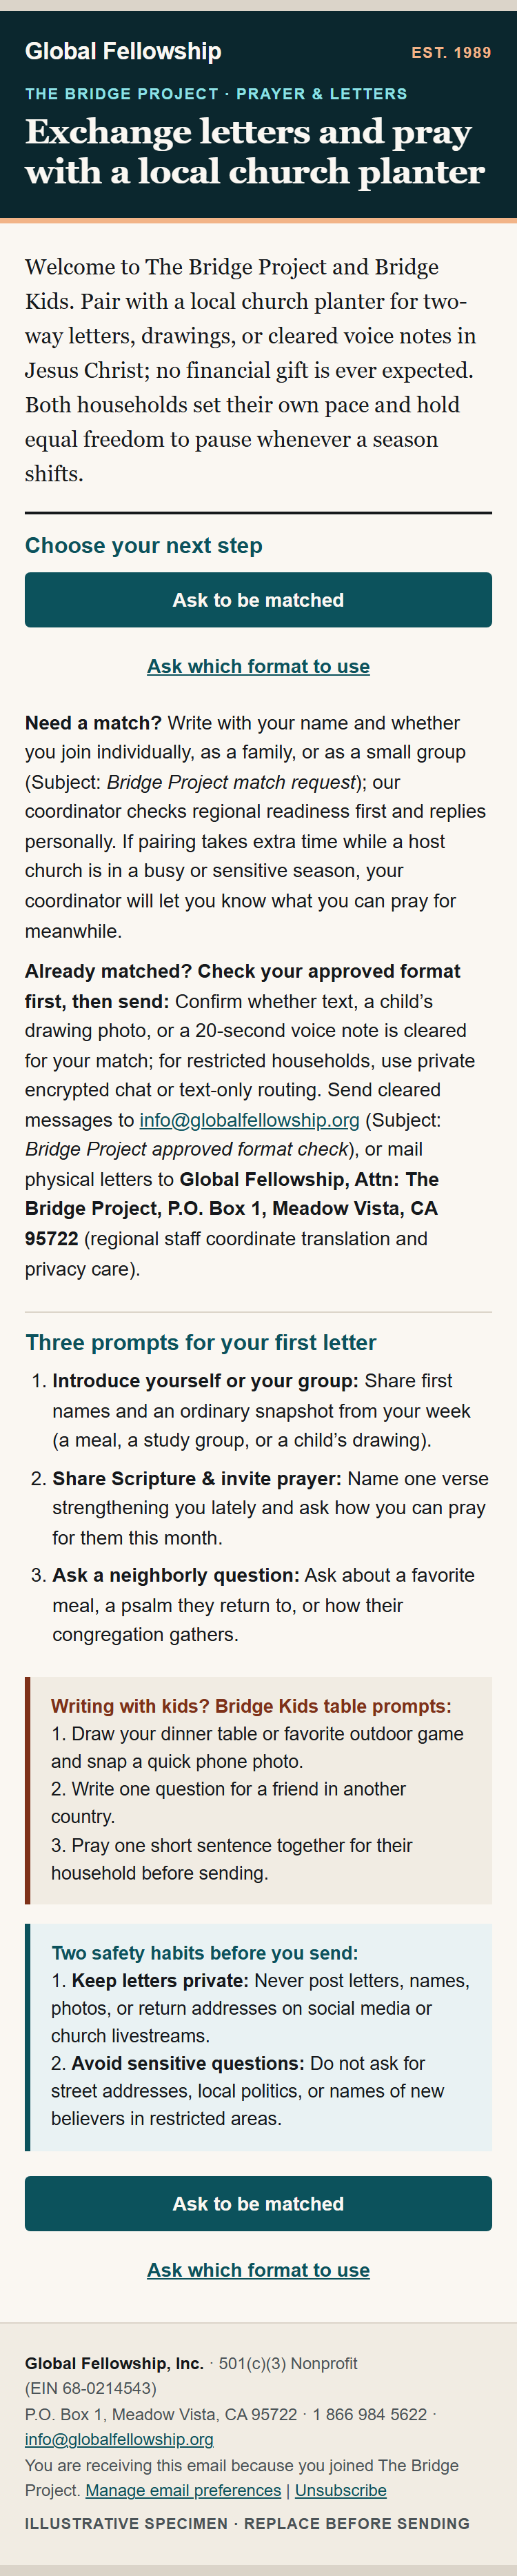 Global Fellowship
EST. 1989
THE BRIDGE PROJECT · PRAYER & LETTERS
Exchange letters and pray
with a local church planter
Welcome to The Bridge Project and Bridge
Kids. Pair with a local church planter for two-
way letters, drawings, or cleared voice notes in
Jesus Christ; no financial gift is ever expected.
Both households set their own pace and hold
equal freedom to pause whenever a season
shifts.
Choose your next step
Ask to be matched
Ask which format to use
Need a match? Write with your name and whether
you join individually, as a family, or as a small group
(Subject: Bridge Project match request); our
coordinator checks regional readiness first and replies
personally. If pairing takes extra time while a host
church is in a busy or sensitive season, your
coordinator will let you know what you can pray for
meanwhile.
Already matched? Check your approved format
first, then send: Confirm whether text, a child’s
drawing photo, or a 20-second voice note is cleared
for your match; for restricted households, use private
encrypted chat or text-only routing. Send cleared
messages to info@globalfellowship.org (Subject:
Bridge Project approved format check), or mail
physical letters to Global Fellowship, Attn: The
Bridge Project, P.O. Box 1, Meadow Vista, CA
95722 (regional staff coordinate translation and
privacy care).
Three prompts for your first letter
1. Introduce yourself or your group: Share first
names and an ordinary snapshot from your week
(a meal, a study group, or a child’s drawing).
2. Share Scripture & invite prayer: Name one verse
strengthening you lately and ask how you can pray
for them this month.
3. Ask a neighborly question: Ask about a favorite
meal, a psalm they return to, or how their
congregation gathers.
Writing with kids? Bridge Kids table prompts:
1. Draw your dinner table or favorite outdoor game
and snap a quick phone photo.
2. Write one question for a friend in another
country.
3. Pray one short sentence together for their
household before sending.
Two safety habits before you send:
1. Keep letters private: Never post letters, names,
photos, or return addresses on social media or
church livestreams.
2. Avoid sensitive questions: Do not ask for
street addresses, local politics, or names of new
believers in restricted areas.
Ask to be matched
Ask which format to use
Global Fellowship, Inc. · 501(c)(3) Nonprofit
(EIN 68-0214543)
P.O. Box 1, Meadow Vista, CA 95722 · 1 866 984 5622 ·
info@globalfellowship.org
You are receiving this email because you joined The Bridge
Project. Manage email preferences | Unsubscribe
ILLUSTRATIVE SPECIMEN · REPLACE BEFORE SENDING